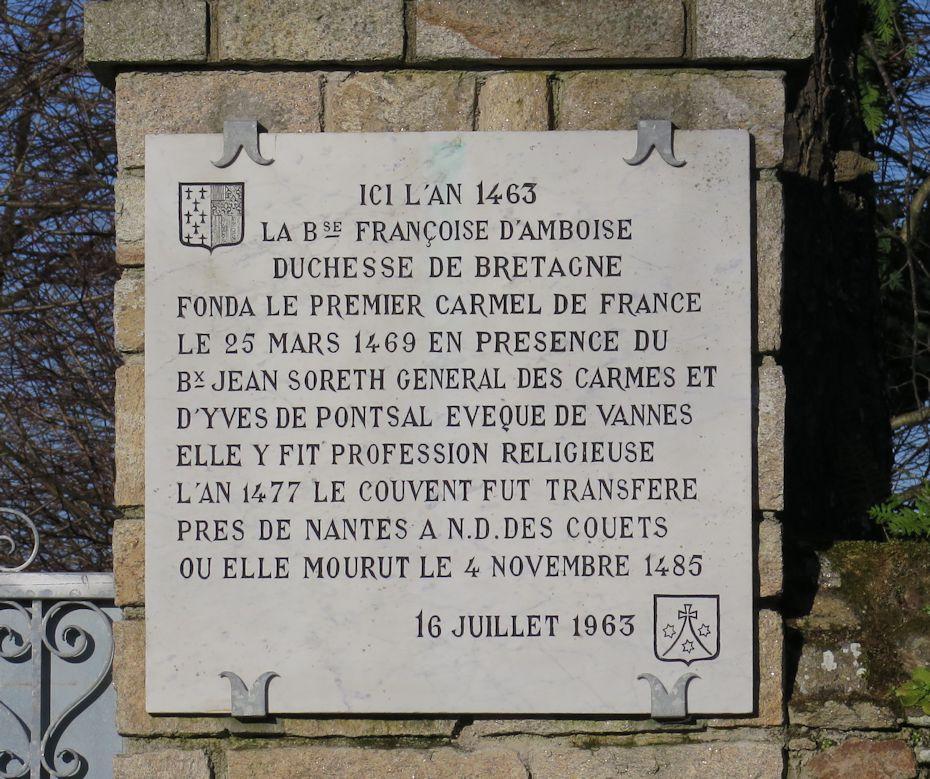 ICI L'AN 1463
LA Bse FRANÇOISE D'AMBOISE
DUCHESSE DE BRETAGNE
FONDA LE PREMIER CARMEL DE FRANCE
LE 25 MARS 1469 EN PRESENCE DU
Bx JEAN SORETH GENERAL DES CARMES ET
D'YVES DE PONTSAL EVEQUE DE VANNES
ELLE Y FIT PROFESSION RELIGIEUSE
L'AN 1477 LE COUVENT FUT TRANSFERE
PRES DE NANTES A N.D. DES COUETS
OU ELLE MOURUT LE 4 NOVEMBRE 1485
16 JUILLET 1963